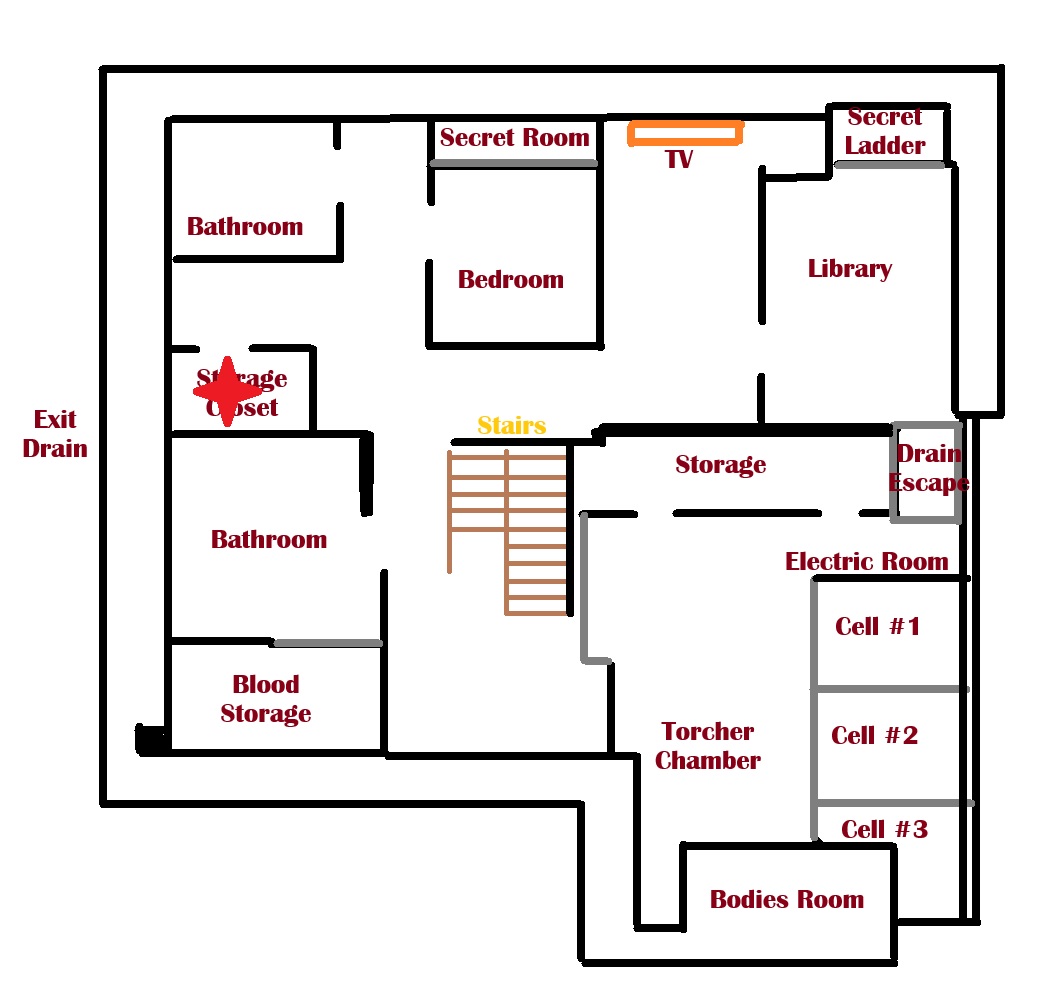 Secret
Ladder
Secret Room
TV
Bathroom
Library
Bedroom
Storage
Closet
Exit
Drain
Stairs
Drain
Escape
Storage
Bathroom
Electric Room
Cell #1
Blood
Storage
Cell #2
Torcher
Chamber
Cell #3
Bodies Room